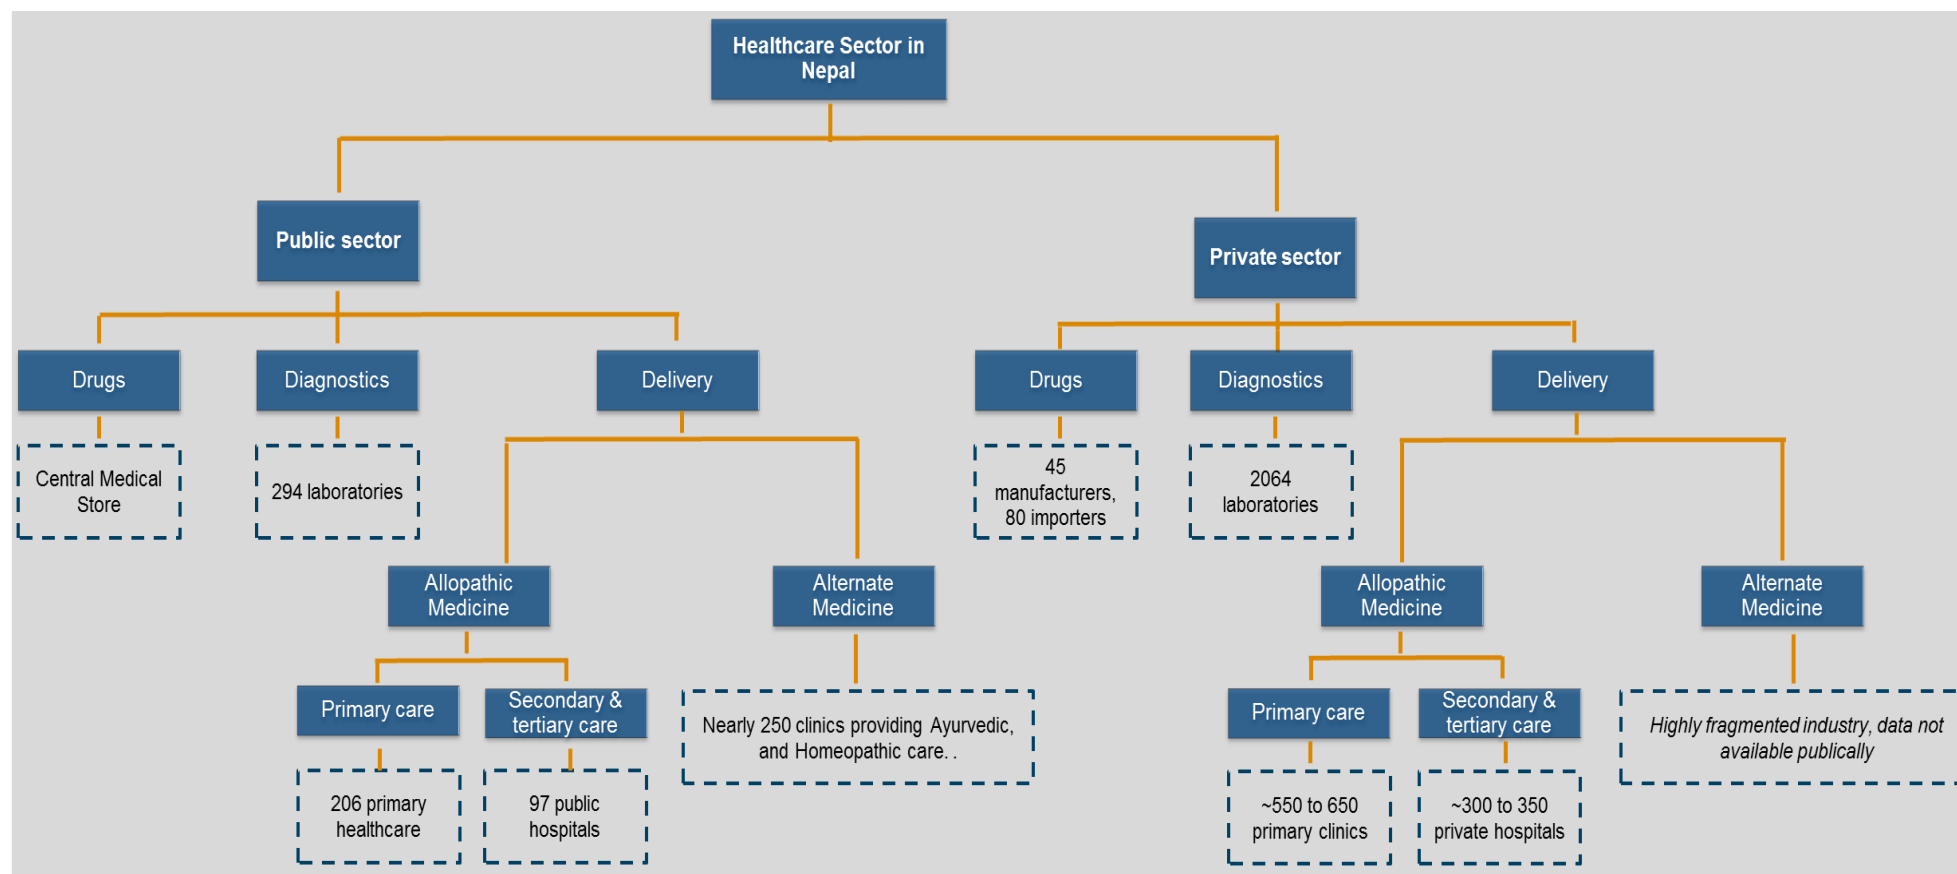 Healthcare Sector in
Nepal
Public sector
Private sector
Drugs
Diagnostics
Delivery
Drugs
Diagnostics
Delivery
Central Medical
Store
294 laboratories
45
manufacturers,
80 importers
2064
laboratories
Allopathic
Medicine
Alternate
Medicine
Allopathic
Medicine
Alternate
Medicine
Primary care
Secondary &
tertiary care
Nearly 250 clinics providing Ayurvedic,
and Homeopathic care. .
Primary care
Secondary &
tertiary care
Highly fragmented industry, data not
available publically
206 primary
healthcare
97 public
hospitals
~550 to 650
primary clinics
~300 to 350
private hospitals